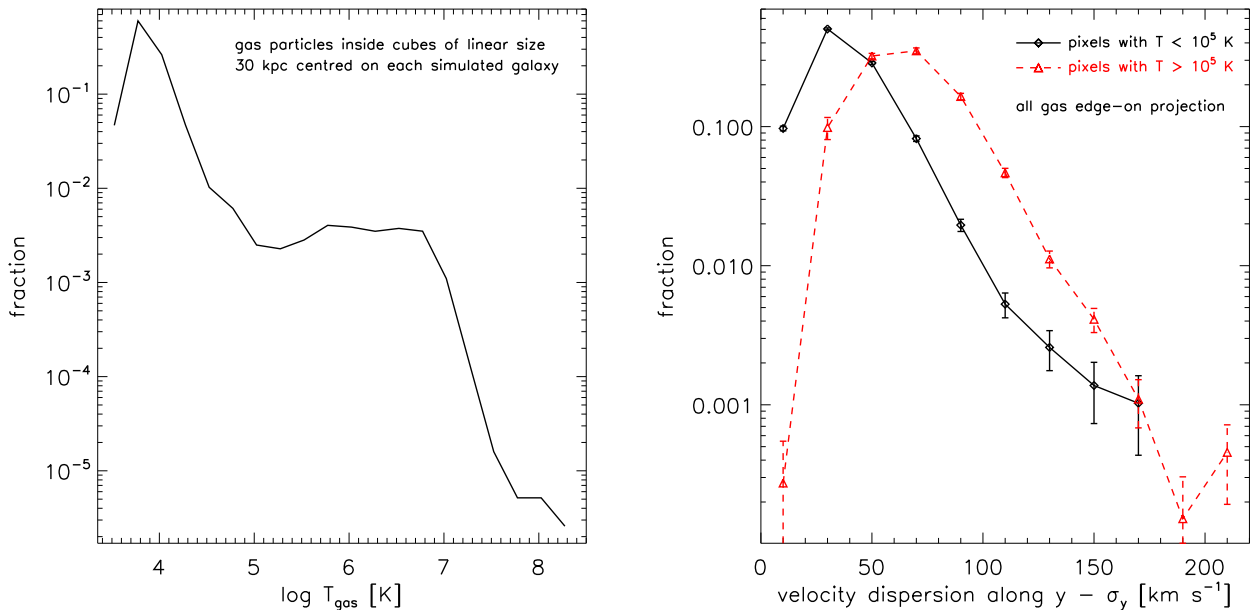 gas particles inside cubes of linear size
30 kpc centred on each simulated galaxy
fraction
10⁻¹
10⁻²
10⁻³
10⁻⁴
10⁻⁵
4 5 6 7 8
log T_gas [K]
pixels with T < 10⁵ K
pixels with T > 10⁵ K
all gas edge−on projection
fraction
0.100
0.010
0.001
0 50 100 150 200
velocity dispersion along y − σ_y [km s⁻¹]